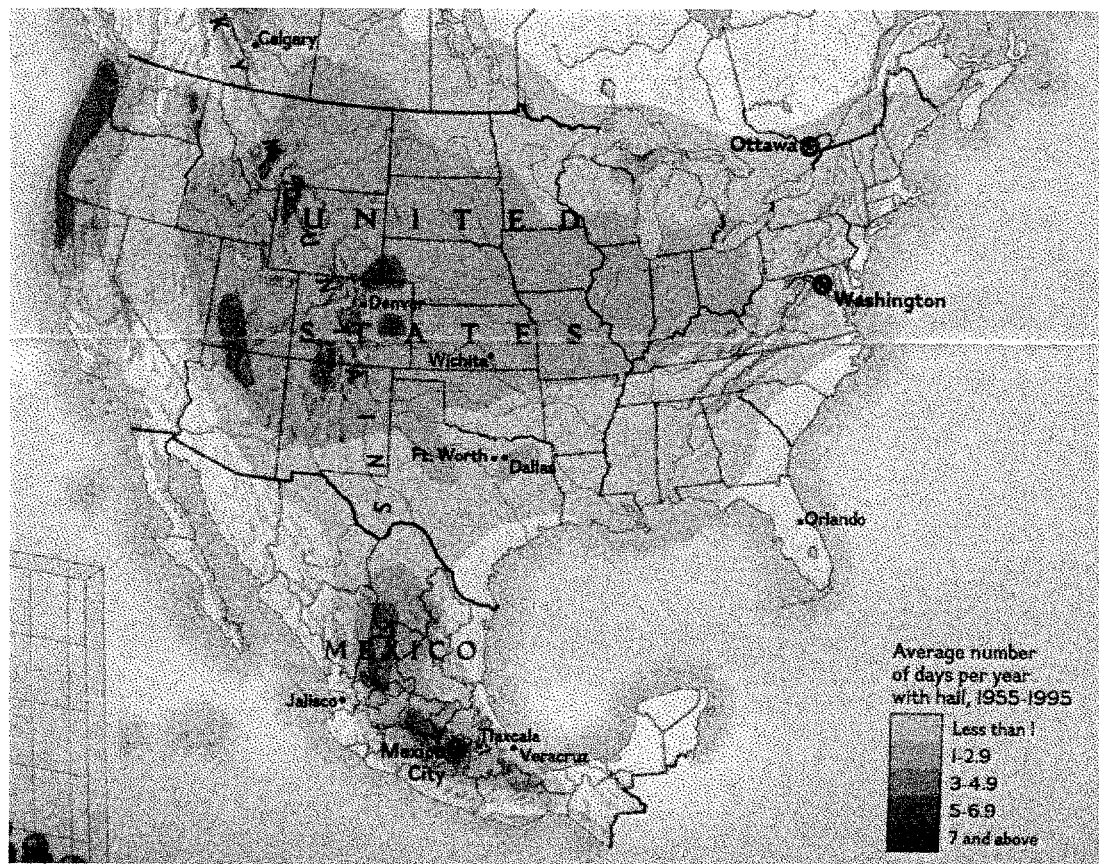 Calgary
Ottawa
UNITED
Denver
Washington
STATES
Wichita
Ft. Worth
Dallas
Orlando
MEXICO
Jalisco
Tlaxcala
Mexico
City
Veracruz
Average number
of days per year
with hail, 1955-1995
Less than 1
1-2.9
3-4.9
5-6.9
7 and above